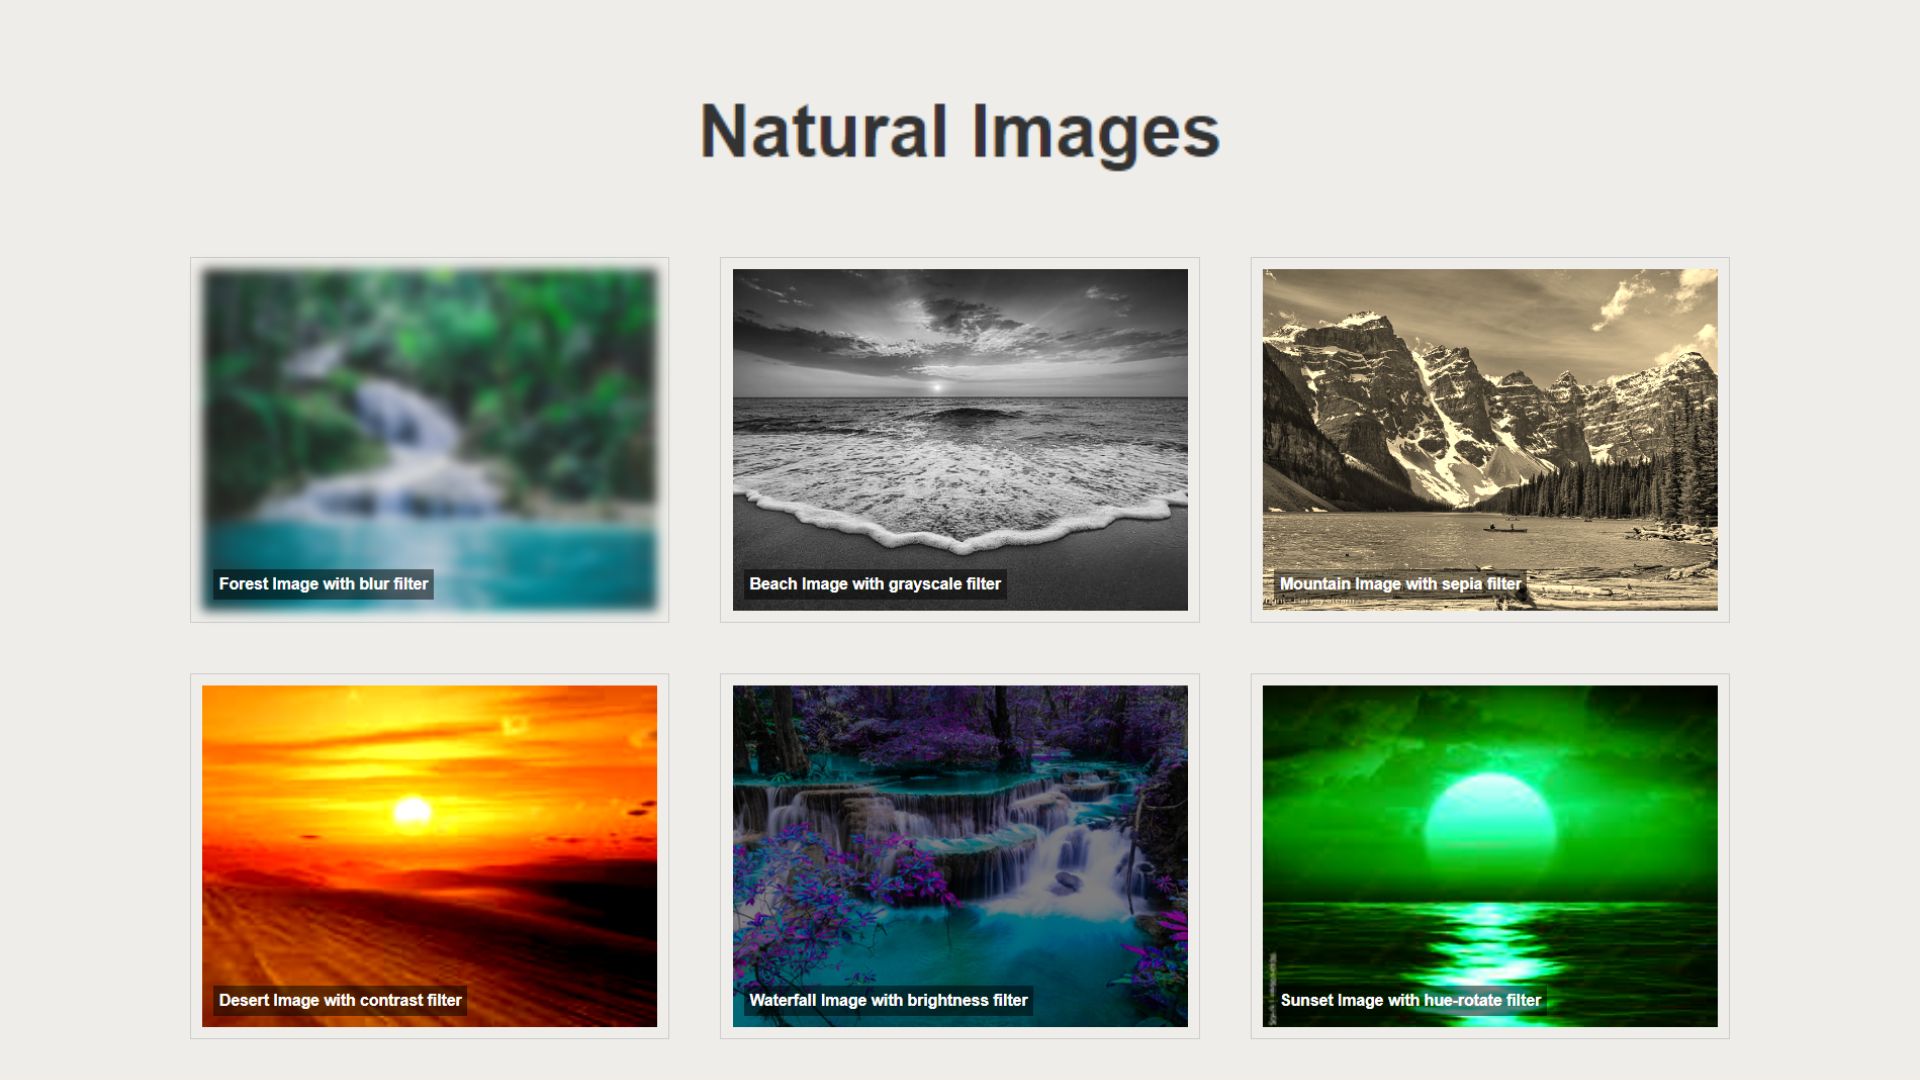 Natural Images
Forest Image with blur filter
Beach Image with grayscale filter
Mountain Image with sepia filter
Desert Image with contrast filter
Waterfall Image with brightness filter
Sunset Image with hue-rotate filter